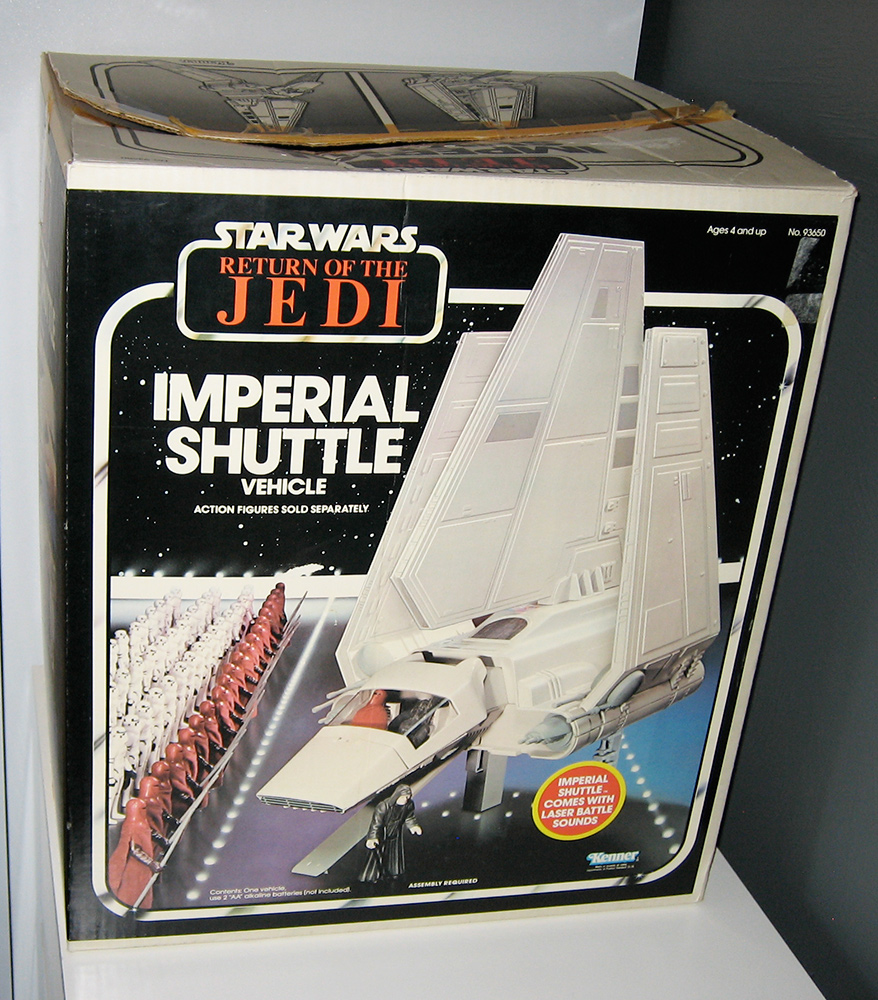 STAR WARS
RETURN OF THE
JEDI
Ages 4 and up No. 93650
IMPERIAL
SHUTTLE
VEHICLE
ACTION FIGURES SOLD SEPARATELY
IMPERIAL
SHUTTLE™
COMES WITH
LASER BATTLE
SOUNDS
Kenner
Contents: One vehicle,
use 2 "AA" alkaline batteries (not included).
ASSEMBLY REQUIRED